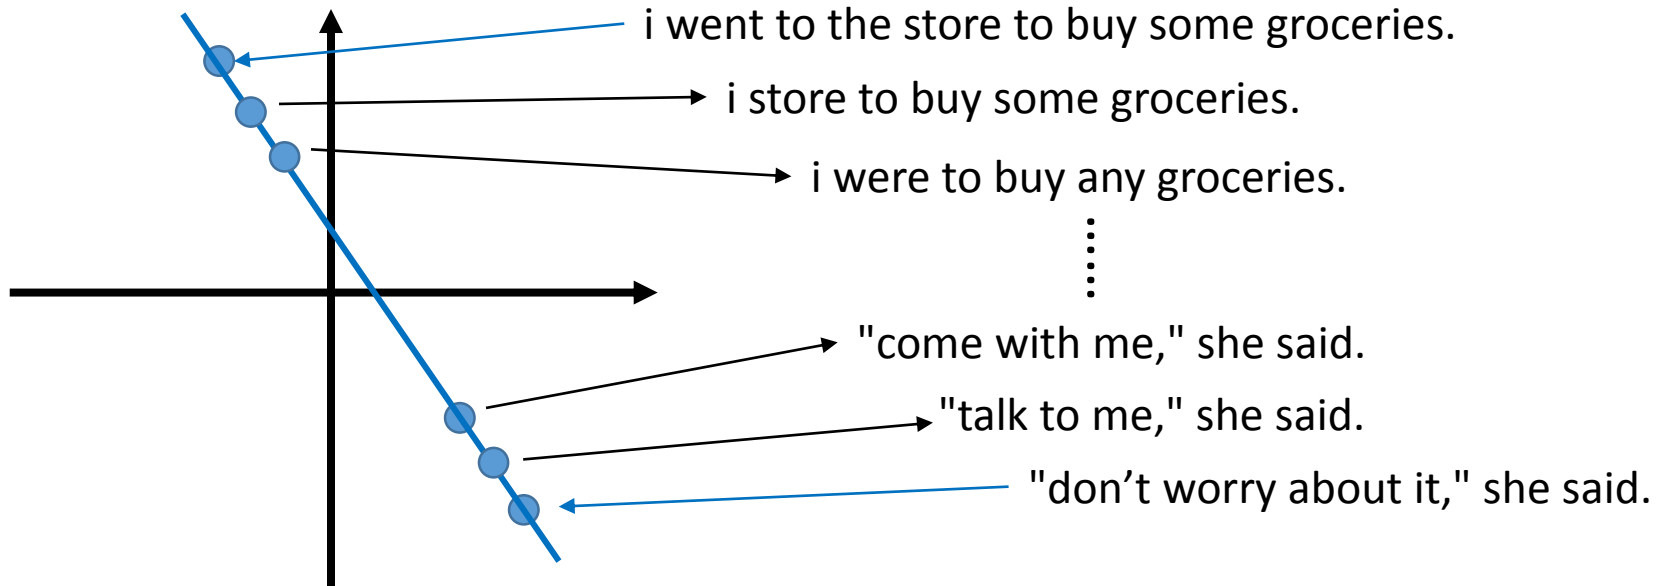 i went to the store to buy some groceries.
i store to buy some groceries.
i were to buy any groceries.
"come with me," she said.
"talk to me," she said.
"don’t worry about it," she said.